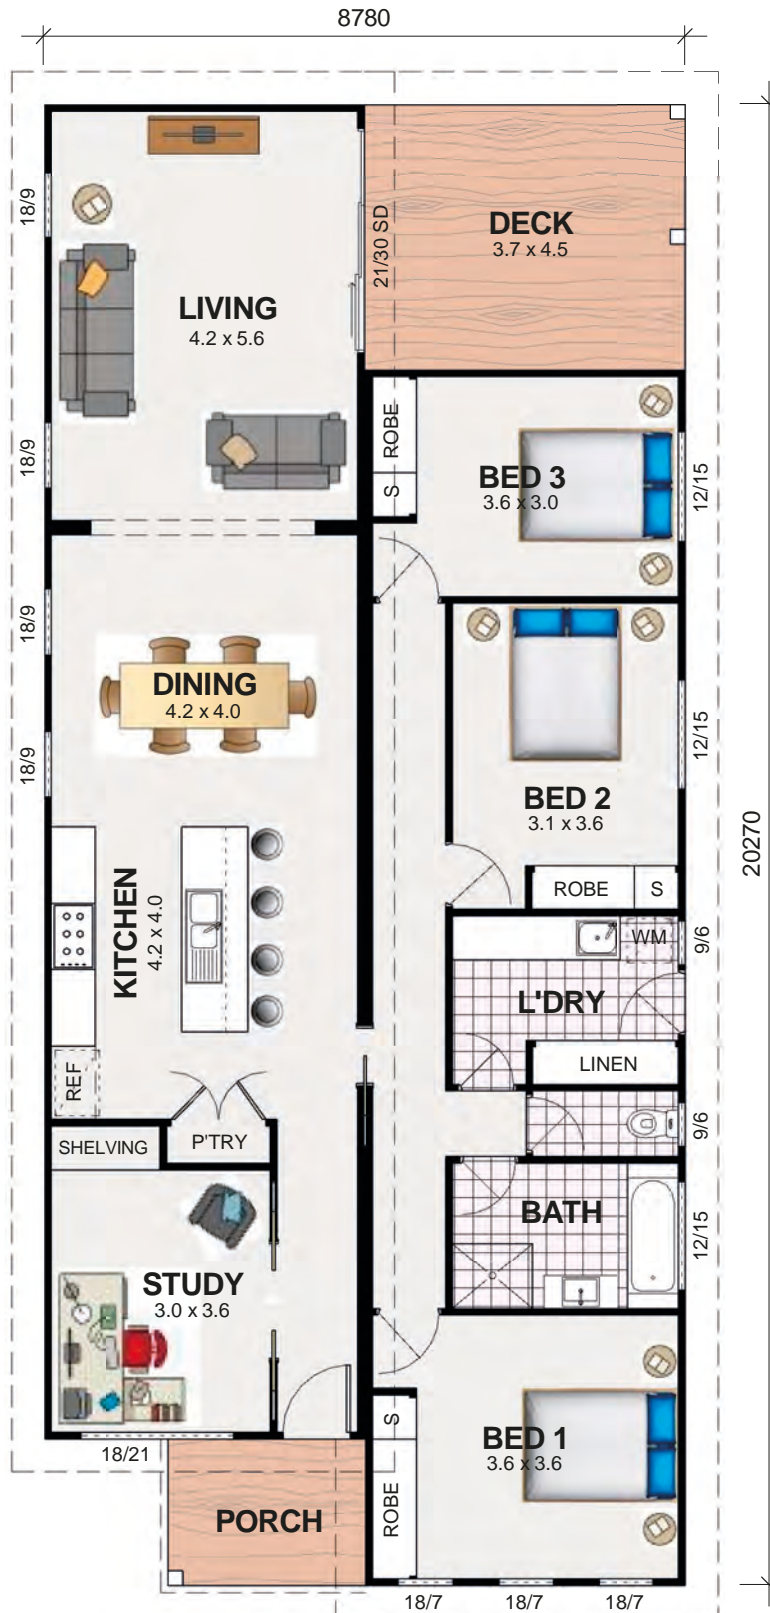 8780
18/9
21/30 SD
DECK
3.7 x 4.5
LIVING
4.2 x 5.6
18/9
ROBE
S
BED 3
3.6 x 3.0
12/15
18/9
DINING
4.2 x 4.0
18/9
12/15
BED 2
3.1 x 3.6
20270
ROBE
S
KITCHEN
4.2 x 4.0
WM
9/6
L'DRY
LINEN
REF
SHELVING
P'TRY
9/6
BATH
12/15
STUDY
3.0 x 3.6
18/21
S
ROBE
BED 1
3.6 x 3.6
PORCH
18/7
18/7
18/7